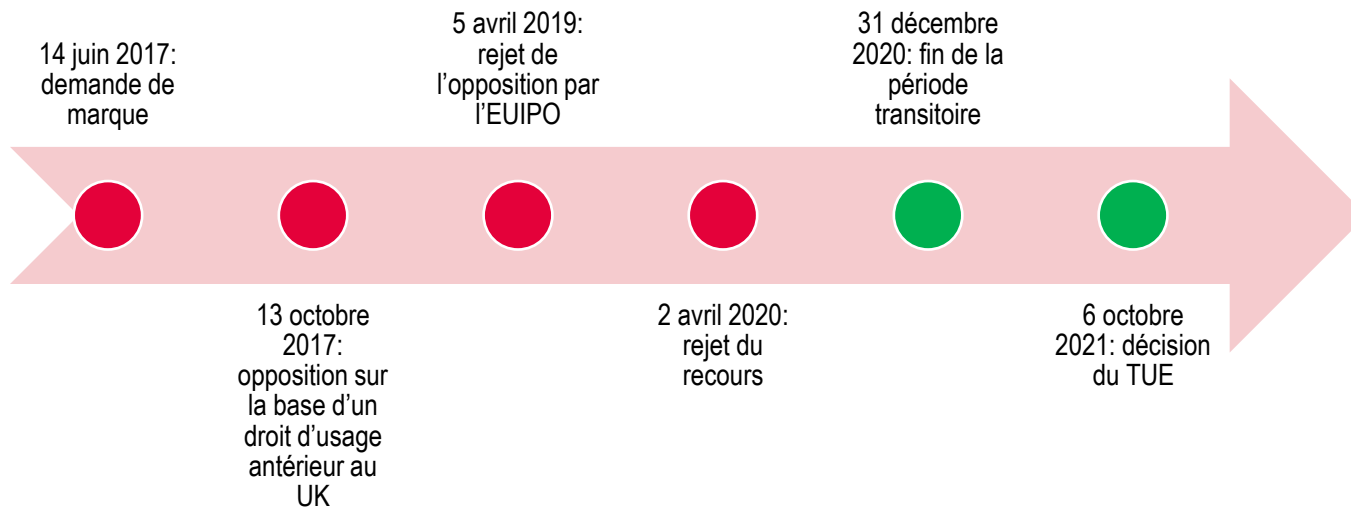 14 juin 2017:
demande de
marque
13 octobre
2017:
opposition sur
la base d’un
droit d’usage
antérieur au
UK
5 avril 2019:
rejet de
l’opposition par
l’EUIPO
2 avril 2020:
rejet du
recours
31 décembre
2020: fin de la
période
transitoire
6 octobre
2021: décision
du TUE